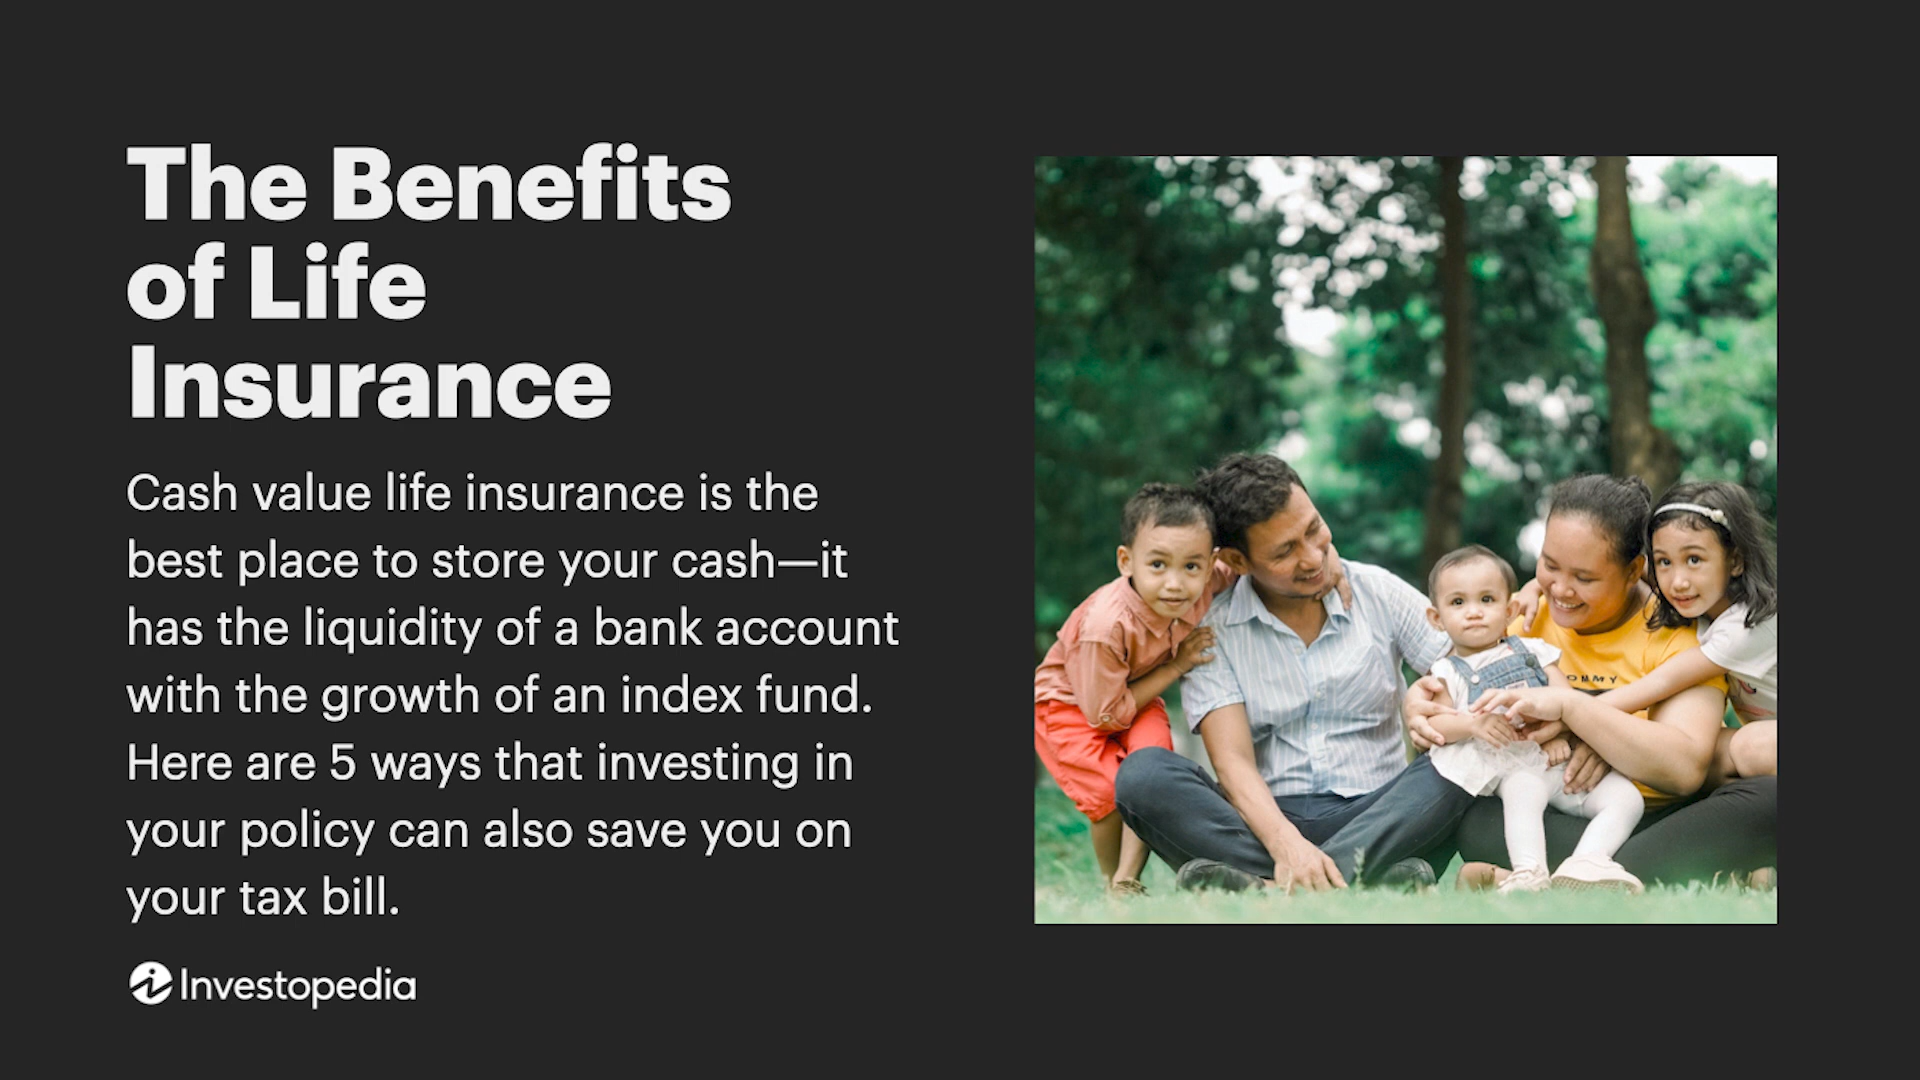 The Benefits
of Life
Insurance
Cash value life insurance is the
best place to store your cash—it
has the liquidity of a bank account
with the growth of an index fund.
Here are 5 ways that investing in
your policy can also save you on
your tax bill.
Investopedia
OMMY